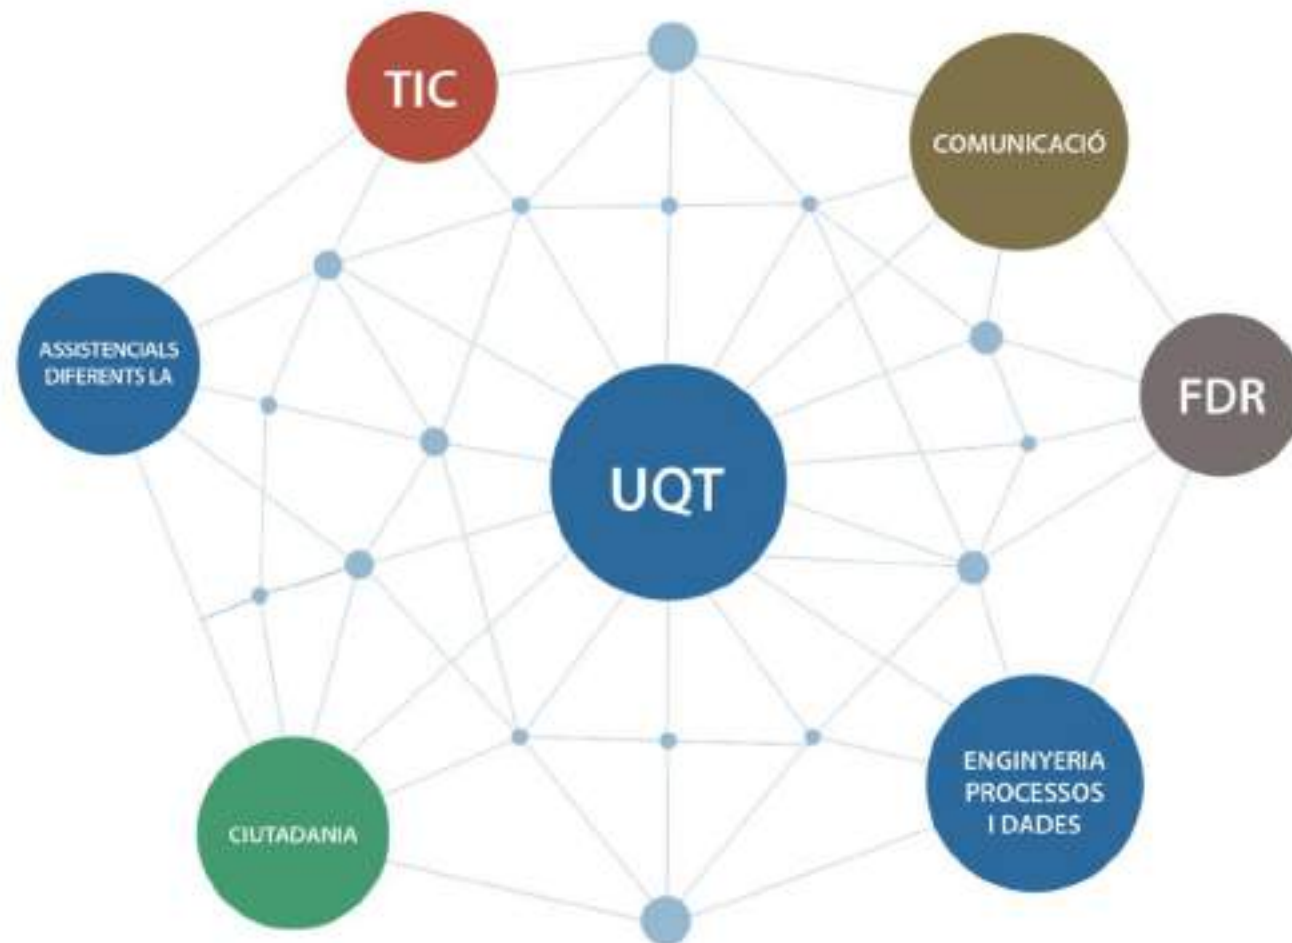 TIC
COMUNICACIÓ
ASSISTENCIALS
DIFERENTS LA
FDR
UQT
ENGINYERIA
PROCESSOS
I DADES
CIUTADANIA